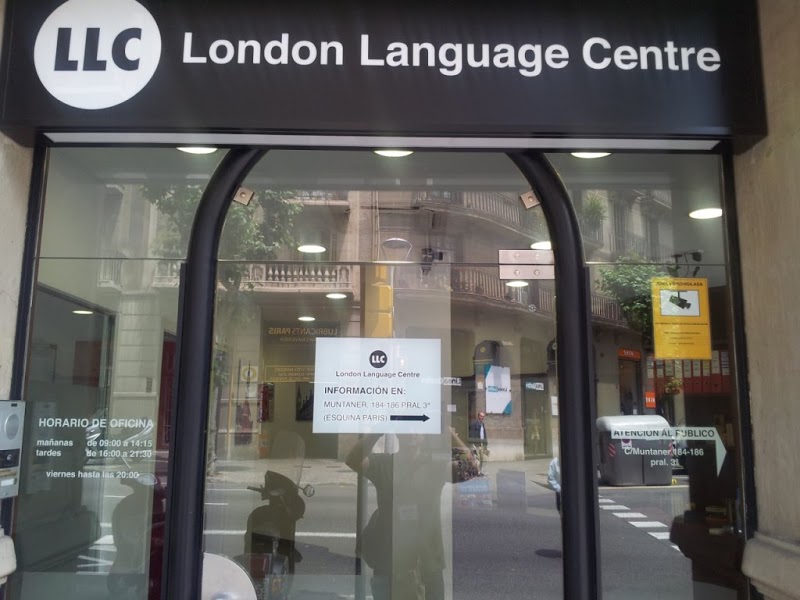 LLC London Language Centre
LLC
London Language Centre
INFORMACIÓN EN:
MUNTANER, 184-186 PRAL 3ª
(ESQUINA PARIS)
HORARIO DE OFICINA
mañanas de 09:00 a 14:15
tardes de 16:00 a 21:30
viernes hasta las 20:00
ATENCIÓN AL PÚBLICO
C/Muntaner 184-186
pral. 3ª
LUBRICANTS PARIS